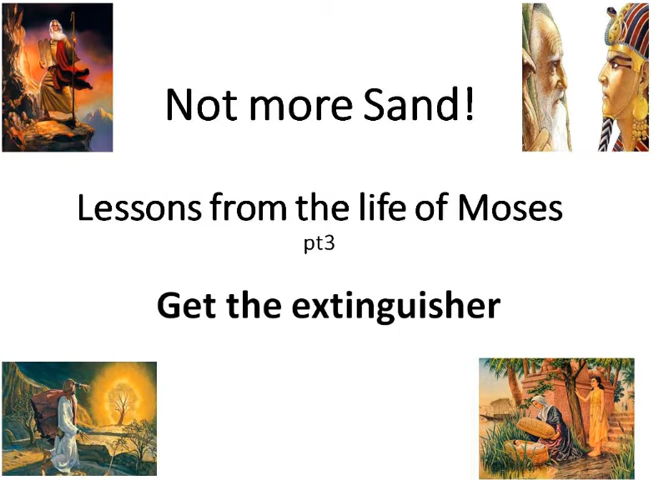 Not more Sand!
Lessons from the life of Moses
pt3
Get the extinguisher